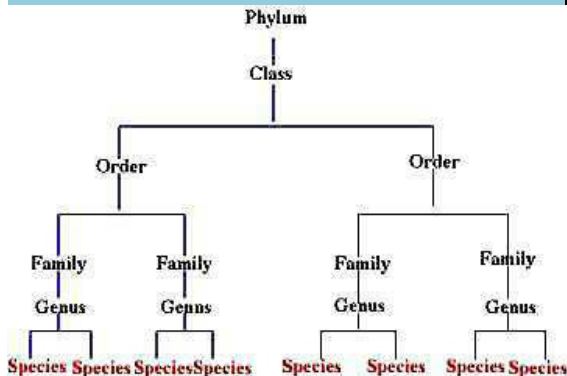 Phylum
Class
Order Order
Family Family Family Family
Genus Genns Genus Genus
Species Species Species Species Species Species Species Species